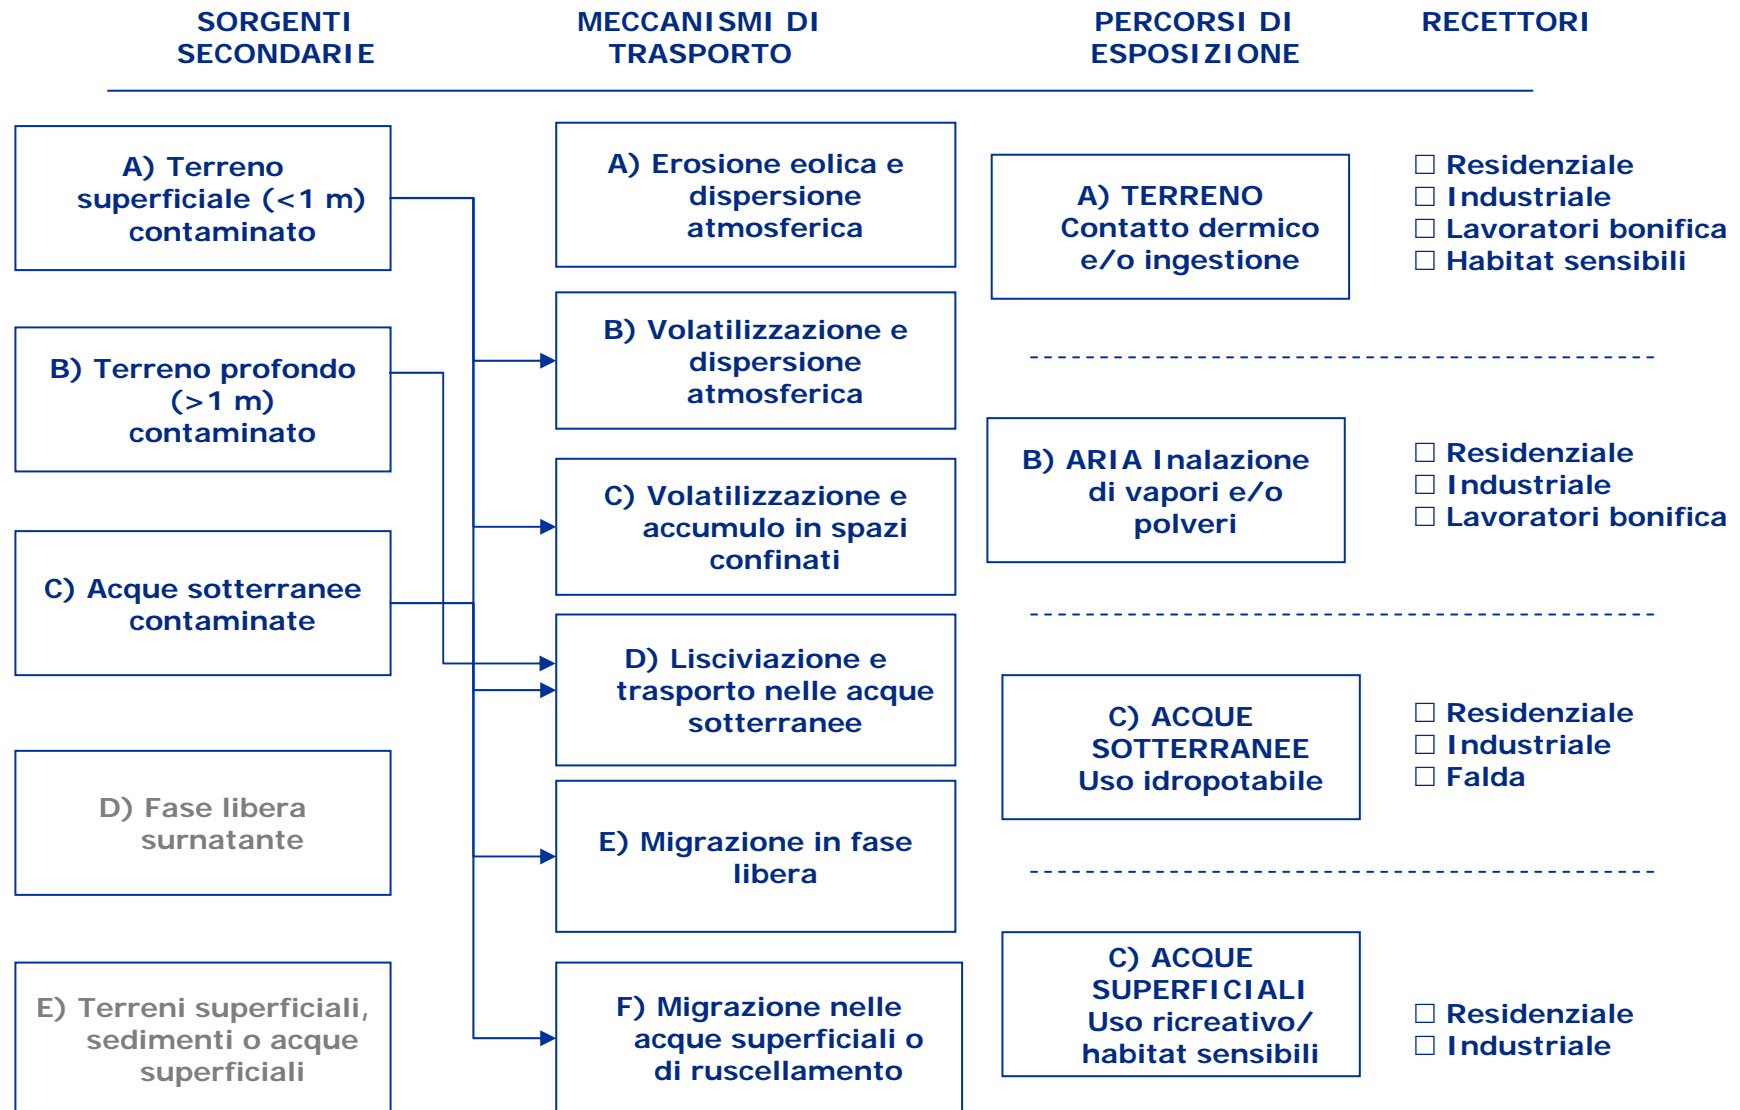 SORGENTI
SECONDARIE
MECCANISMI DI
TRASPORTO
PERCORSI DI
ESPOSIZIONE
RECETTORI
A) Terreno
superficiale (<1 m)
contaminato
B) Terreno profondo
(>1 m)
contaminato
C) Acque sotterranee
contaminate
D) Fase libera
surnatante
E) Terreni superficiali,
sedimenti o acque
superficiali
A) Erosione eolica e
dispersione
atmosferica
B) Volatilizzazione e
dispersione
atmosferica
C) Volatilizzazione e
accumulo in spazi
confinati
D) Lisciviazione e
trasporto nelle acque
sotterranee
E) Migrazione in fase
libera
F) Migrazione nelle
acque superficiali o
di ruscellamento
A) TERRENO
Contatto dermico
e/o ingestione
☐ Residenziale
☐ Industriale
☐ Lavoratori bonifica
☐ Habitat sensibili
B) ARIA Inalazione
di vapori e/o
polveri
☐ Residenziale
☐ Industriale
☐ Lavoratori bonifica
C) ACQUE
SOTTERRANEE
Uso idropotabile
☐ Residenziale
☐ Industriale
☐ Falda
C) ACQUE
SUPERFICIALI
Uso ricreativo/
habitat sensibili
☐ Residenziale
☐ Industriale